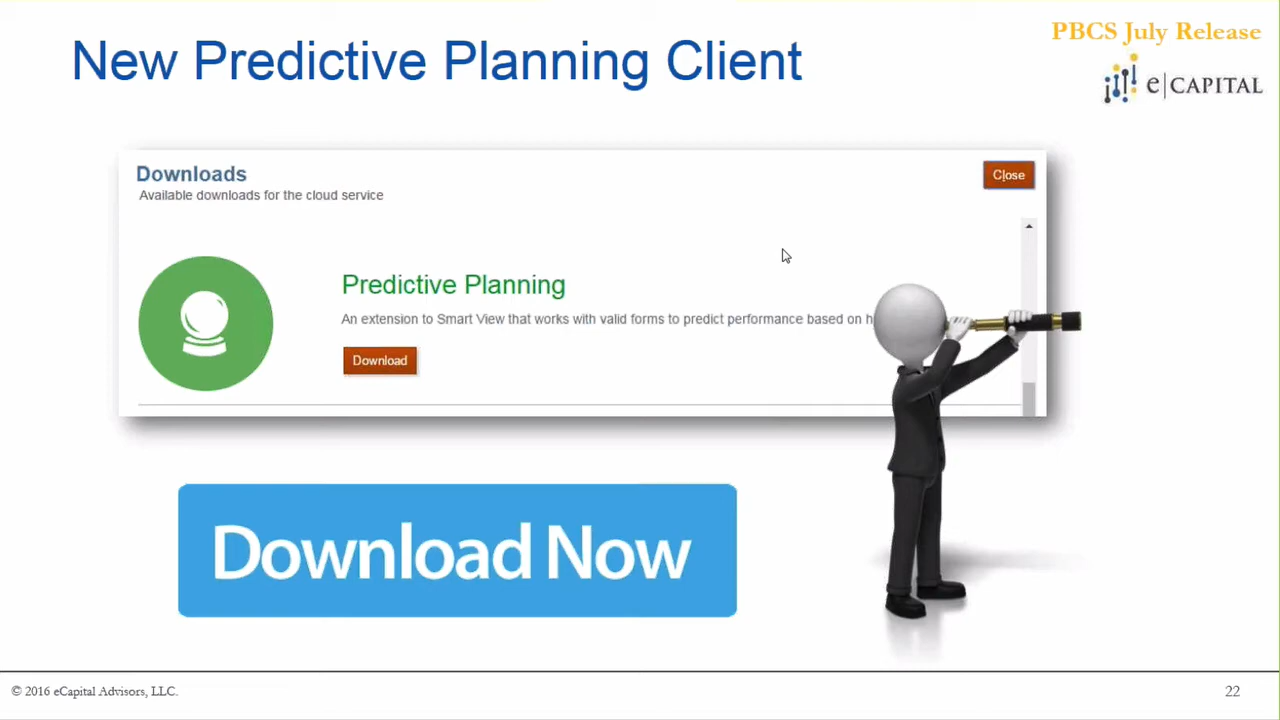 PBCS July Release
New Predictive Planning Client
e|CAPITAL
Downloads
Close
Available downloads for the cloud service
Predictive Planning
An extension to Smart View that works with valid forms to predict performance based on
Download
Download Now
© 2016 eCapital Advisors, LLC.
22